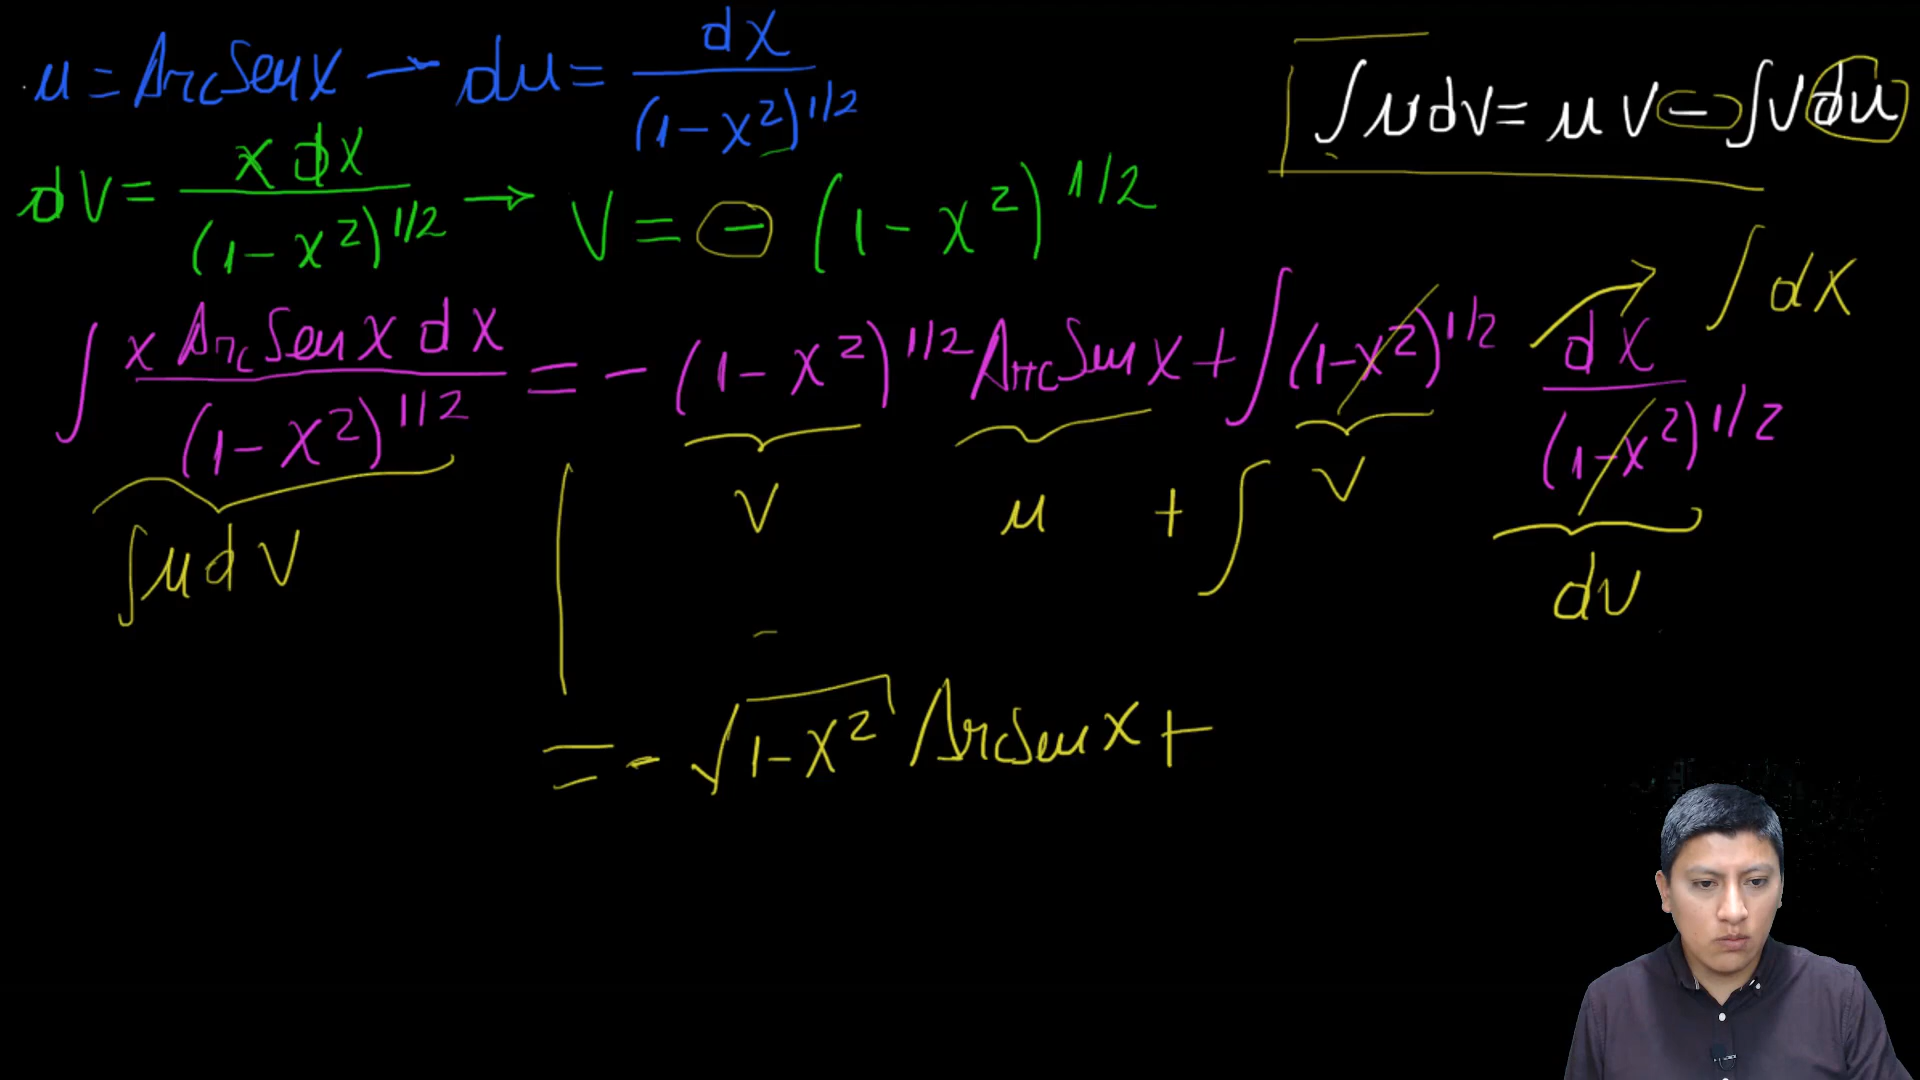 u = ArcSen x → du = dx / (1-x²)^1/2
∫u dv = u v - ∫v du
dv = x dx / (1-x²)^1/2 → v = - (1-x²)^1/2
∫ dx
∫ x ArcSen x dx / (1-x²)^1/2 = - (1-x²)^1/2 ArcSen x + ∫ (1-x²)^1/2 dx / (1-x²)^1/2
v u + ∫ v
∫u dv
dv
= - √1-x² ArcSen x +